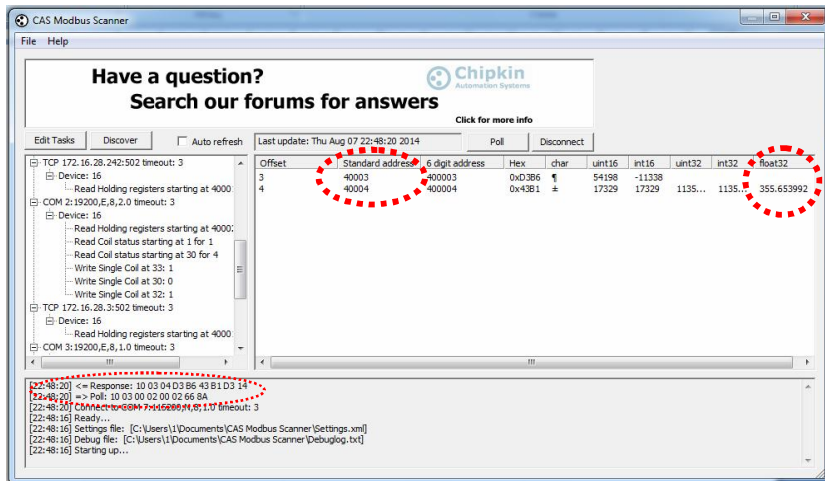 CAS Modbus Scanner
File Help
Have a question?
Search our forums for answers
Chipkin
Automation Systems
Click for more info
Edit Tasks Discover Auto refresh Last update: Thu Aug 07 22:48:20 2014 Poll Disconnect
TCP 172.16.28.242:502 timeout: 3
Device: 16
Read Holding registers starting at 4000
COM 2:19200,E,8,2.0 timeout: 3
Device: 16
Read Holding registers starting at 4000
Read Coil status starting at 1 for 1
Read Coil status starting at 30 for 4
Write Single Coil at 33: 1
Write Single Coil at 30: 0
Write Single Coil at 32: 1
TCP 172.16.28.3:502 timeout: 3
Device: 16
Read Holding registers starting at 4000
COM 3:19200,E,8,1.0 timeout: 3
Offset Standard address 6 digit address Hex char uint16 int16 uint32 int32 float32
3 40003 400003 0xD3B6 ¶ 54198 -11338
4 40004 400004 0x43B1 ± 17329 17329 1135... 1135... 355.653992
[22:48:20] <= Response: 10 03 04 D3 B6 43 B1 D3 14
[22:48:20] => Poll: 10 03 00 02 00 02 66 8A
[22:48:20] Connect to COM 7:115200,N,8,1.0 timeout: 3
[22:48:16] Ready...
[22:48:16] Settings file: [C:\Users\1\Documents\CAS Modbus Scanner\Settings.xml]
[22:48:16] Debug file: [C:\Users\1\Documents\CAS Modbus Scanner\Debuglog.txt]
[22:48:16] Starting up...